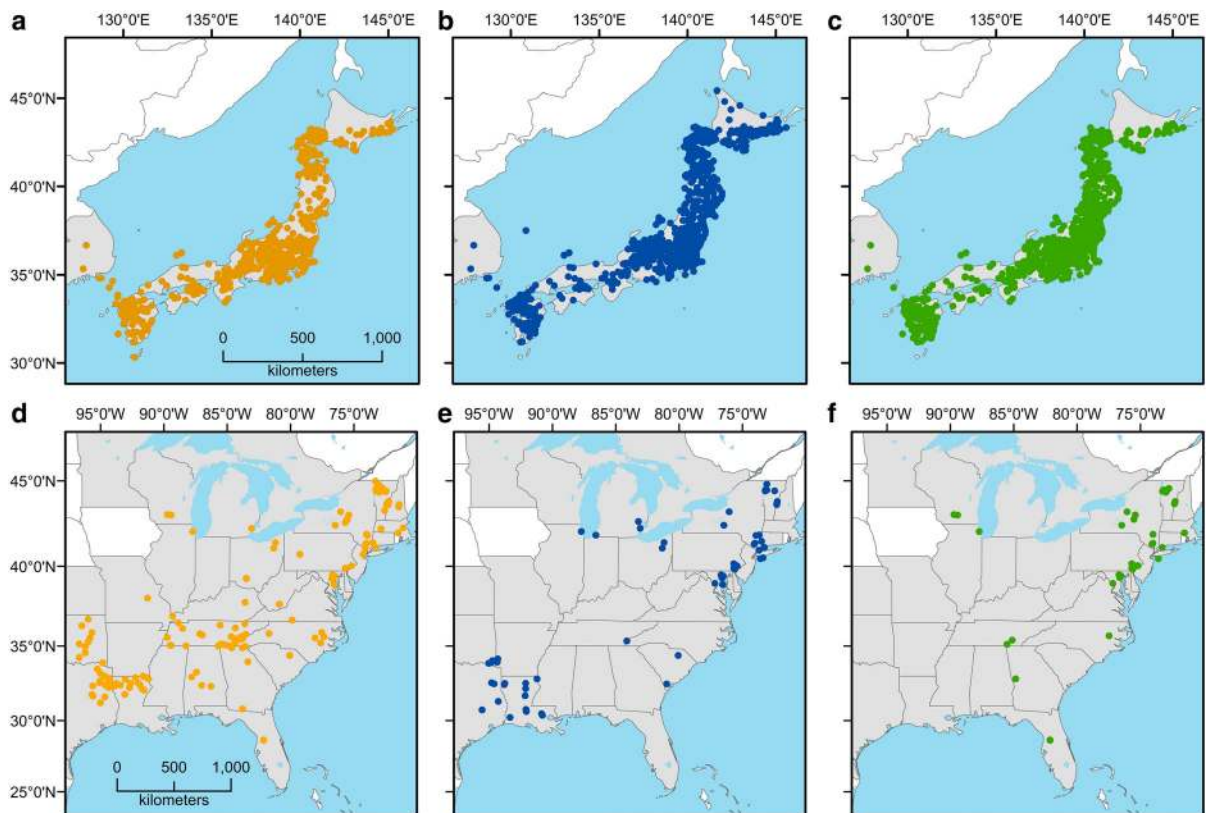 a 130°0'E 135°0'E 140°0'E 145°0'E
b 130°0'E 135°0'E 140°0'E 145°0'E
c 130°0'E 135°0'E 140°0'E 145°0'E
45°0'N
40°0'N
35°0'N
30°0'N
0 500 1,000
kilometers
d 95°0'W 90°0'W 85°0'W 80°0'W 75°0'W
e 95°0'W 90°0'W 85°0'W 80°0'W 75°0'W
f 95°0'W 90°0'W 85°0'W 80°0'W 75°0'W
45°0'N
40°0'N
35°0'N
30°0'N
25°0'N
0 500 1,000
kilometers